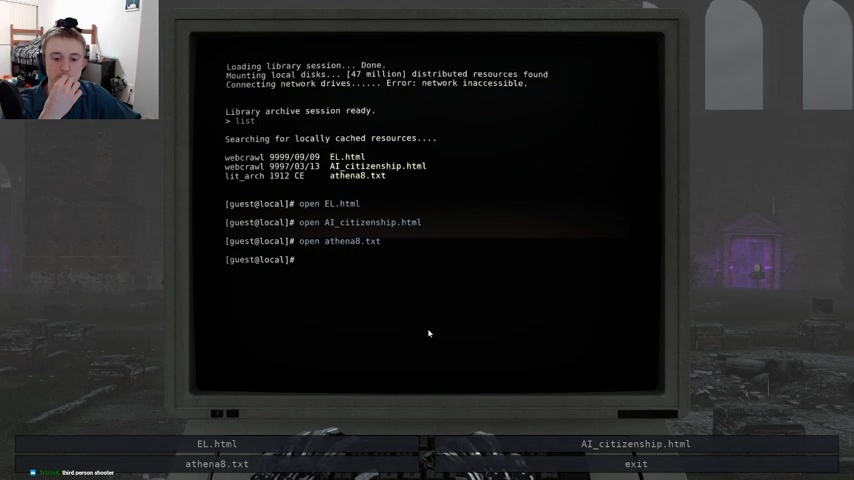 Loading library session... Done.
Mounting local disks... [47 million] distributed resources found
Connecting network drives...... Error: network inaccessible.
Library archive session ready.
> list
Searching for locally cached resources....
webcrawl 9999/09/09 EL.html
webcrawl 9997/03/13 AI_citizenship.html
lit_arch 1912 CE athena8.txt
[guest@local]# open EL.html
[guest@local]# open AI_citizenship.html
[guest@local]# open athena8.txt
[guest@local]#
EL.html
AI_citizenship.html
athena8.txt
exit
third person shooter